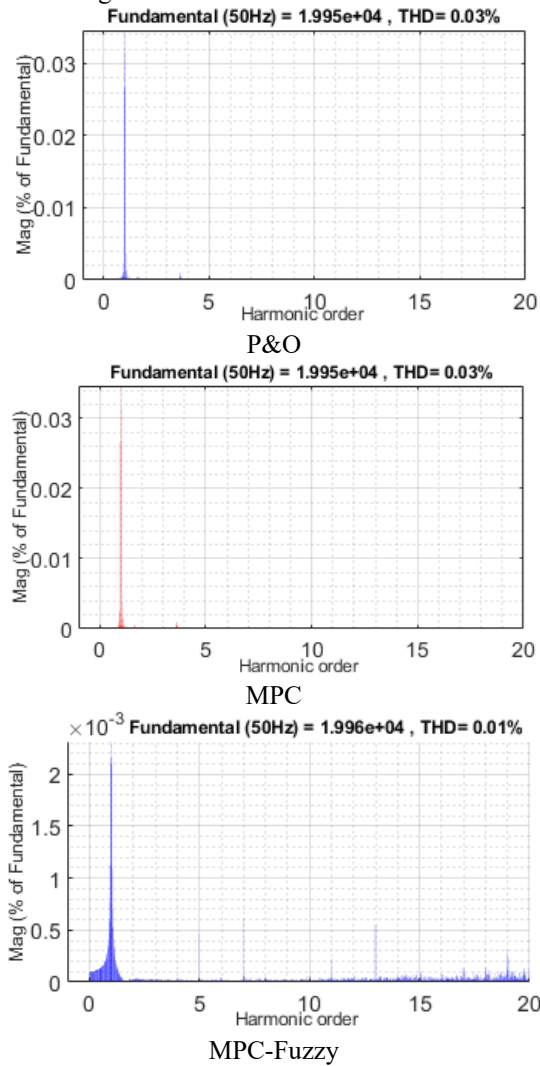 Fundamental (50Hz) = 1.995e+04 , THD= 0.03%
Mag (% of Fundamental)
0.03
0.02
0.01
0
0 5 10 15 20
Harmonic order
P&O
Fundamental (50Hz) = 1.995e+04 , THD= 0.03%
Mag (% of Fundamental)
0.03
0.02
0.01
0
0 5 10 15 20
Harmonic order
MPC
×10-3 Fundamental (50Hz) = 1.996e+04 , THD= 0.01%
Mag (% of Fundamental)
2
1.5
1
0.5
0
0 5 10 15 20
Harmonic order
MPC-Fuzzy